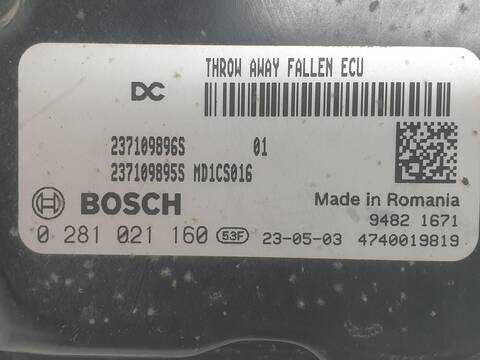 THROW AWAY FALLEN ECU
DC
237109896S 01
237109895S MD1CS016
BOSCH Made in Romania
9482 1671
0 281 021 160 53F 23-05-03 4740019819